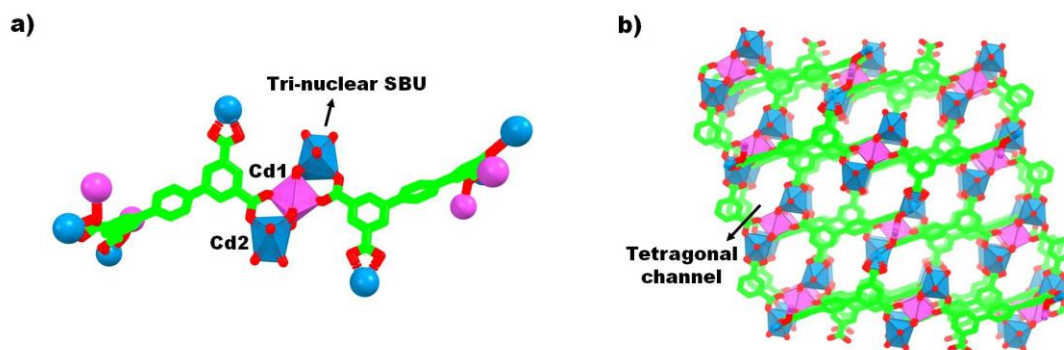 a)
Tri-nuclear SBU
Cd1
Cd2
b)
Tetragonal
channel